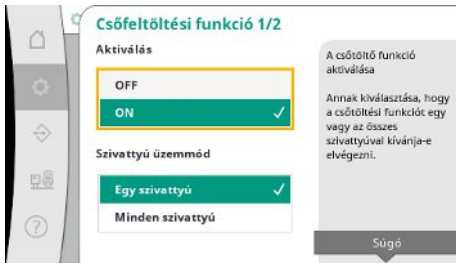 Csőfeltöltési funkció 1/2
Aktiválás
OFF
ON
Szivattyú üzemmód
Egy szivattyú
Minden szivattyú
A csőtöltő funkció
aktiválása
Annak kiválasztása, hogy
a csőtöltési funkciót egy
vagy az összes
szivattyúval kívánja-e
elvégezni.
Súgó